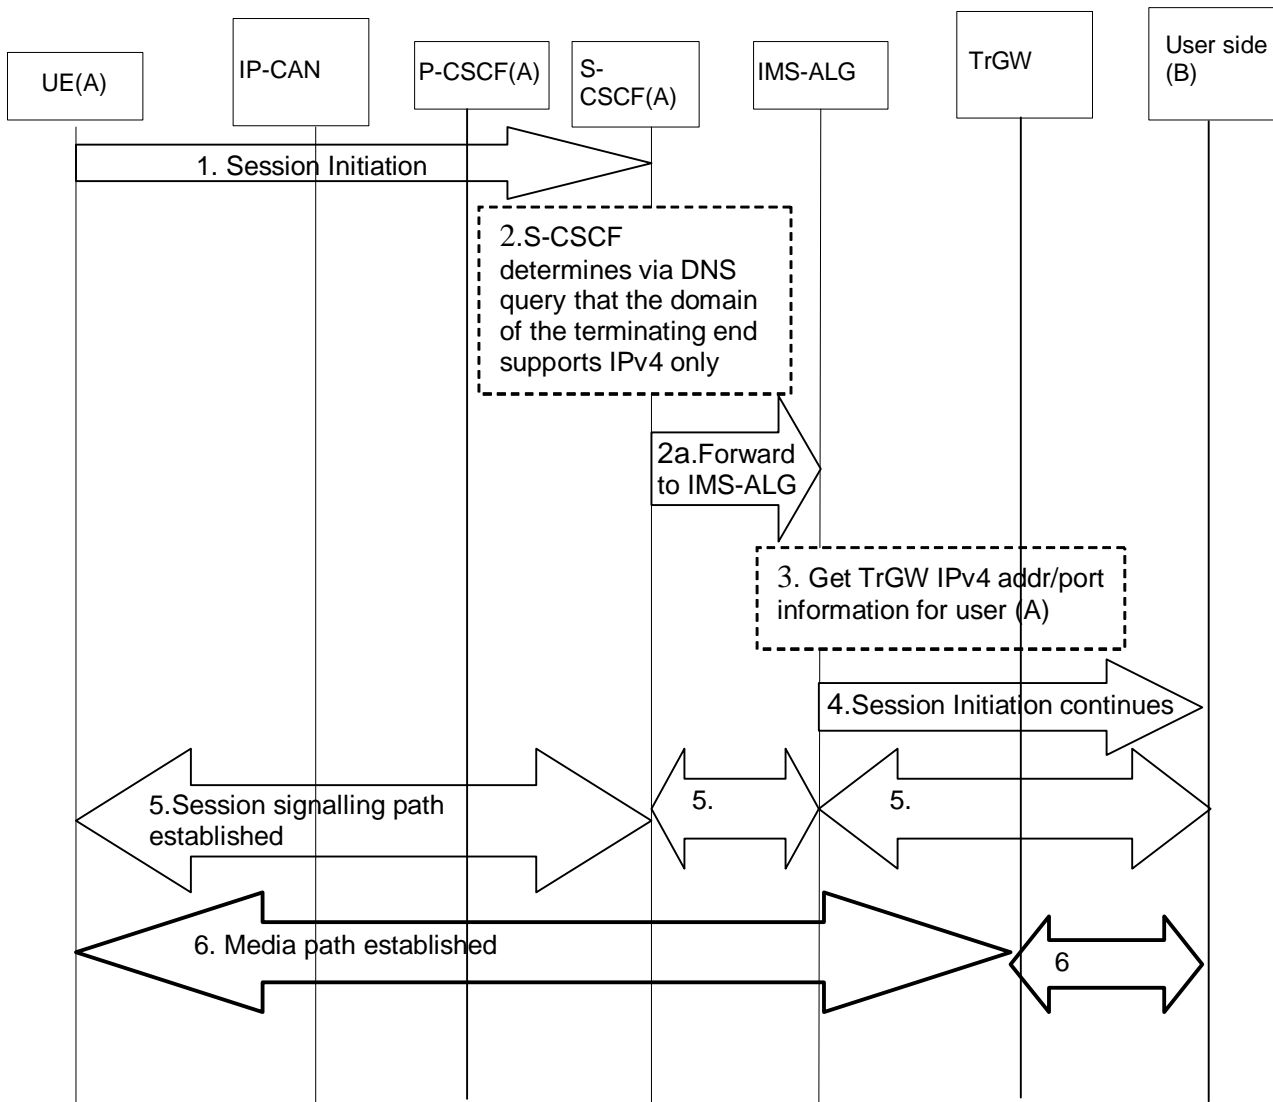 UE(A)
IP-CAN
P-CSCF(A)
S-
CSCF(A)
IMS-ALG
TrGW
User side
(B)
1. Session Initiation
2.S-CSCF
determines via DNS
query that the domain
of the terminating end
supports IPv4 only
2a.Forward
to IMS-ALG
3. Get TrGW IPv4 addr/port
information for user (A)
4.Session Initiation continues
5.Session signalling path
established
5.
5.
6. Media path established
6